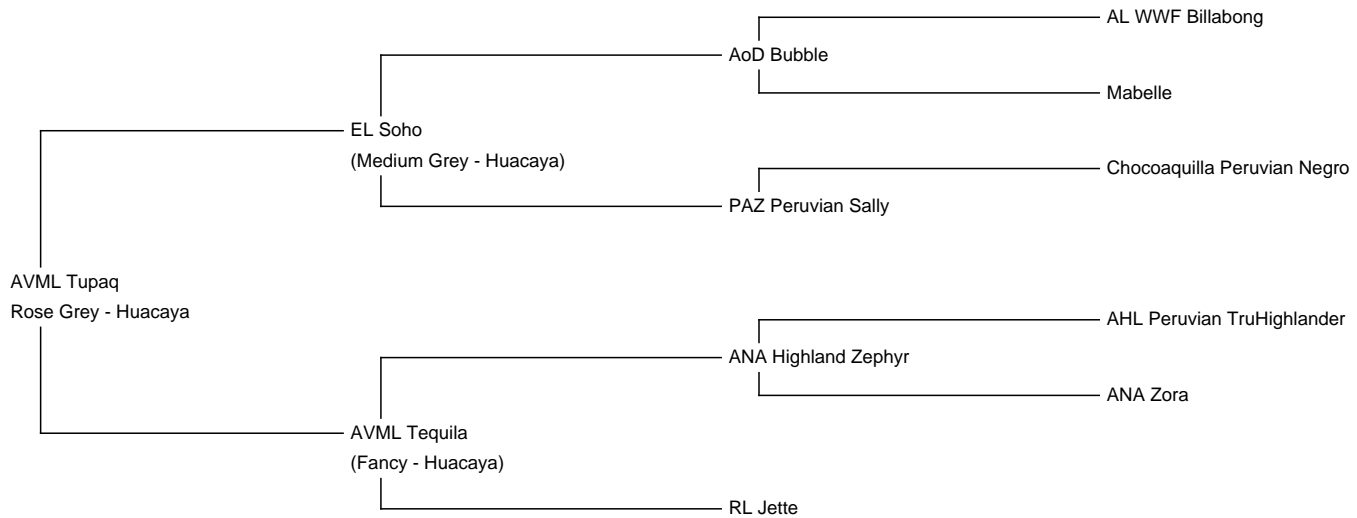 AL WWF Billabong
AoD Bubble
Mabelle
EL Soho
(Medium Grey - Huacaya)
Chocoaquilla Peruvian Negro
PAZ Peruvian Sally
AVML Tupaq
Rose Grey - Huacaya
AHL Peruvian TruHighlander
ANA Highland Zephyr
ANA Zora
AVML Tequila
(Fancy - Huacaya)
RL Jette